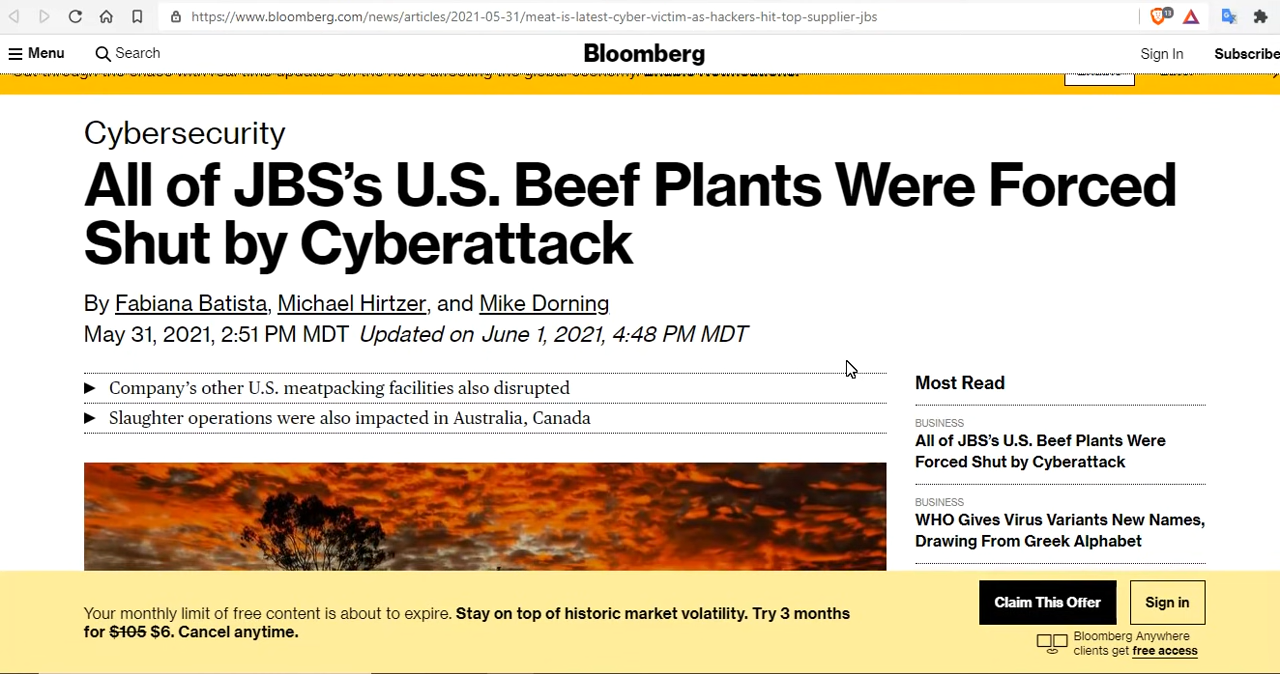 https://www.bloomberg.com/news/articles/2021-05-31/meat-is-latest-cyber-victim-as-hackers-hit-top-supplier-jbs
13
Menu
Search
Bloomberg
Sign In
Subscribe
Cybersecurity
All of JBS’s U.S. Beef Plants Were Forced
Shut by Cyberattack
By Fabiana Batista, Michael Hirtzer, and Mike Dorning
May 31, 2021, 2:51 PM MDT Updated on June 1, 2021, 4:48 PM MDT
Company’s other U.S. meatpacking facilities also disrupted
Slaughter operations were also impacted in Australia, Canada
Most Read
BUSINESS
All of JBS’s U.S. Beef Plants Were
Forced Shut by Cyberattack
BUSINESS
WHO Gives Virus Variants New Names,
Drawing From Greek Alphabet
Your monthly limit of free content is about to expire. Stay on top of historic market volatility. Try 3 months
for $105 $6. Cancel anytime.
Claim This Offer
Sign in
Bloomberg Anywhere
clients get free access